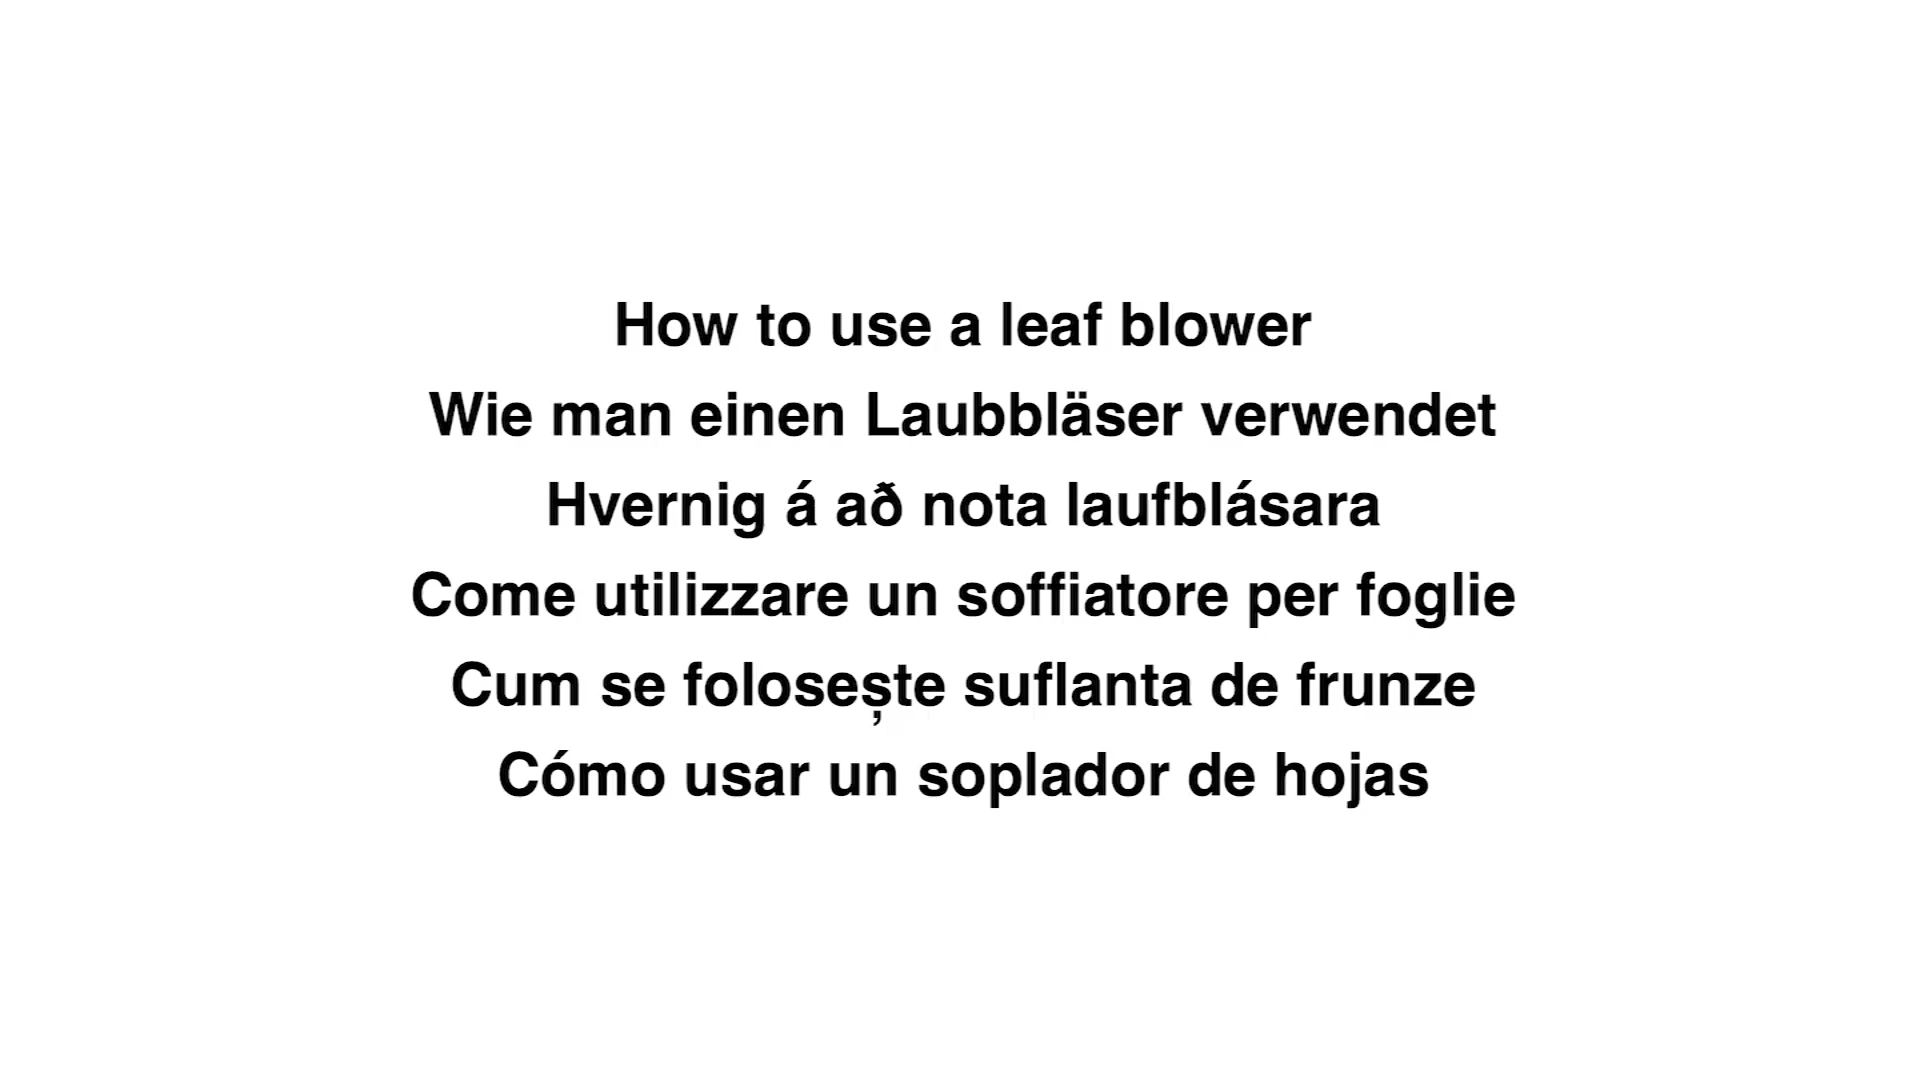 How to use a leaf blower
Wie man einen Laubbläser verwendet
Hvernig á að nota laufblásara
Come utilizzare un soffiatore per foglie
Cum se folosește suflanta de frunze
Cómo usar un soplador de hojas